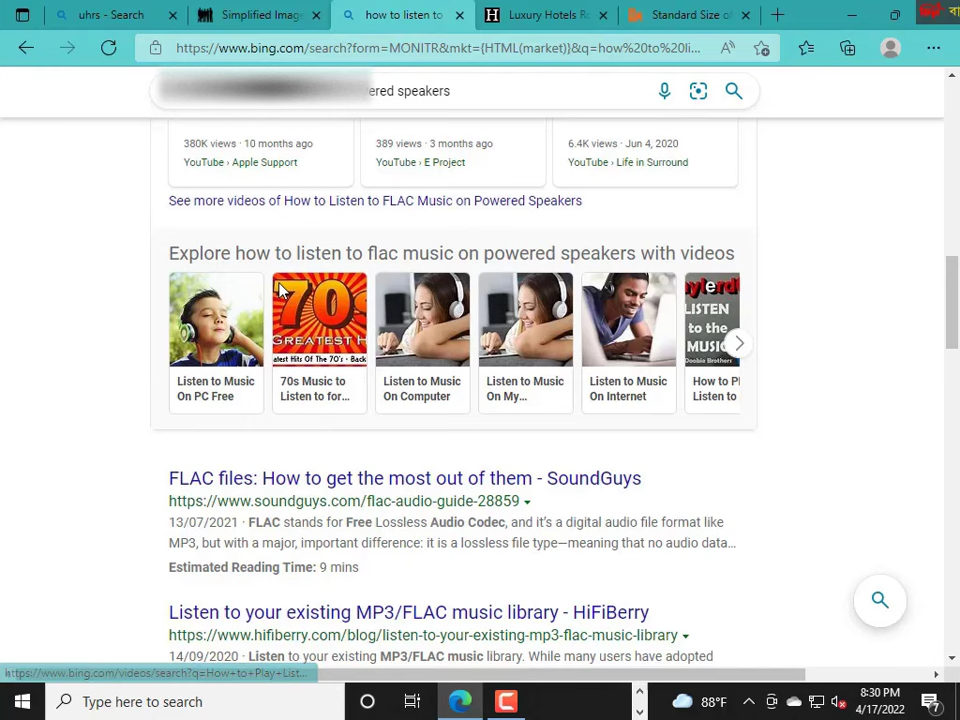 uhrs - Search
Simplified Imag
how to listen to
Luxury Hotels R
Standard Size of
https://www.bing.com/search?form=MONITR&mkt={HTML(market)}&q=how%20to%20li...
ered speakers
380K views · 10 months ago
YouTube › Apple Support
389 views · 3 months ago
YouTube › E Project
6.4K views · Jun 4, 2020
YouTube › Life in Surround
See more videos of How to Listen to FLAC Music on Powered Speakers
Explore how to listen to flac music on powered speakers with videos
70s
GREATEST H
atest Hits Of The 70's · Back
LISTEN
to the
MUSIC
Doobie Brothers
Listen to Music
On PC Free
70s Music to
Listen to for...
Listen to Music
On Computer
Listen to Music
On My...
Listen to Music
On Internet
How to Pl
Listen to
FLAC files: How to get the most out of them - SoundGuys
https://www.soundguys.com/flac-audio-guide-28859
13/07/2021 · FLAC stands for Free Lossless Audio Codec, and it's a digital audio file format like
MP3, but with a major, important difference: it is a lossless file type—meaning that no audio data...
Estimated Reading Time: 9 mins
Listen to your existing MP3/FLAC music library - HiFiBerry
https://www.hifiberry.com/blog/listen-to-your-existing-mp3-flac-music-library
14/09/2020 · Listen to your existing MP3/FLAC music library. While many users have adopted
https://www.bing.com/videos/search?q=How+to+Play+List...
Type here to search
88°F
8:30 PM
4/17/2022
7